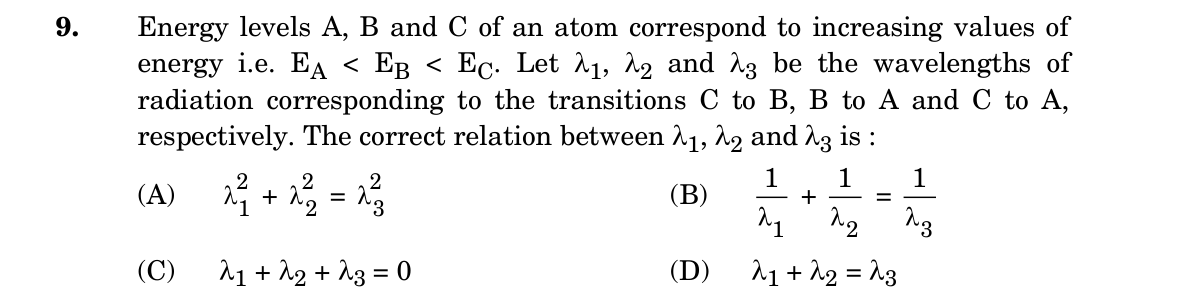 9. Energy levels A, B and C of an atom correspond to increasing values of
energy i.e. E_A < E_B < E_C. Let λ₁, λ₂ and λ₃ be the wavelengths of
radiation corresponding to the transitions C to B, B to A and C to A,
respectively. The correct relation between λ₁, λ₂ and λ₃ is :
(A) λ₁² + λ₂² = λ₃² (B) 1/λ₁ + 1/λ₂ = 1/λ₃
(C) λ₁ + λ₂ + λ₃ = 0 (D) λ₁ + λ₂ = λ₃